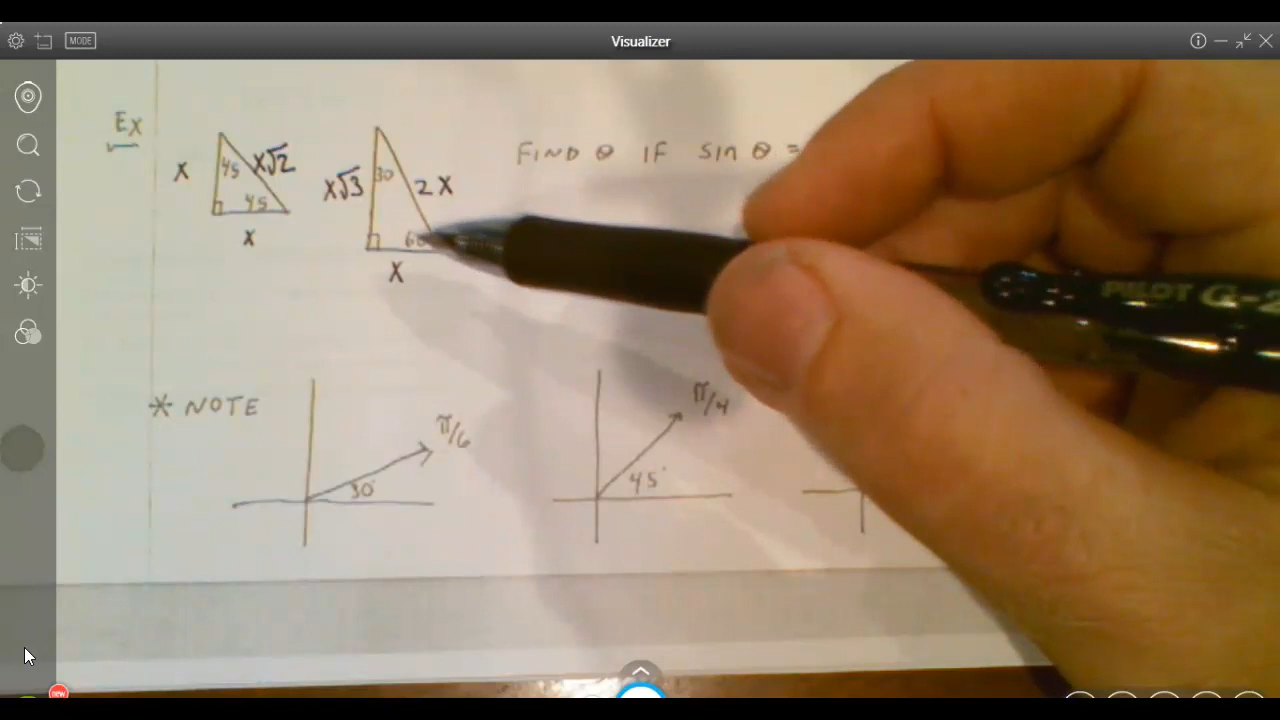 Visualizer
MODE
Ex
FIND θ IF SIN θ =
x
45
x√2
45
x
x√3
30
2x
60
x
PILOT G-2
* NOTE
π/6
30°
π/4
45°
new